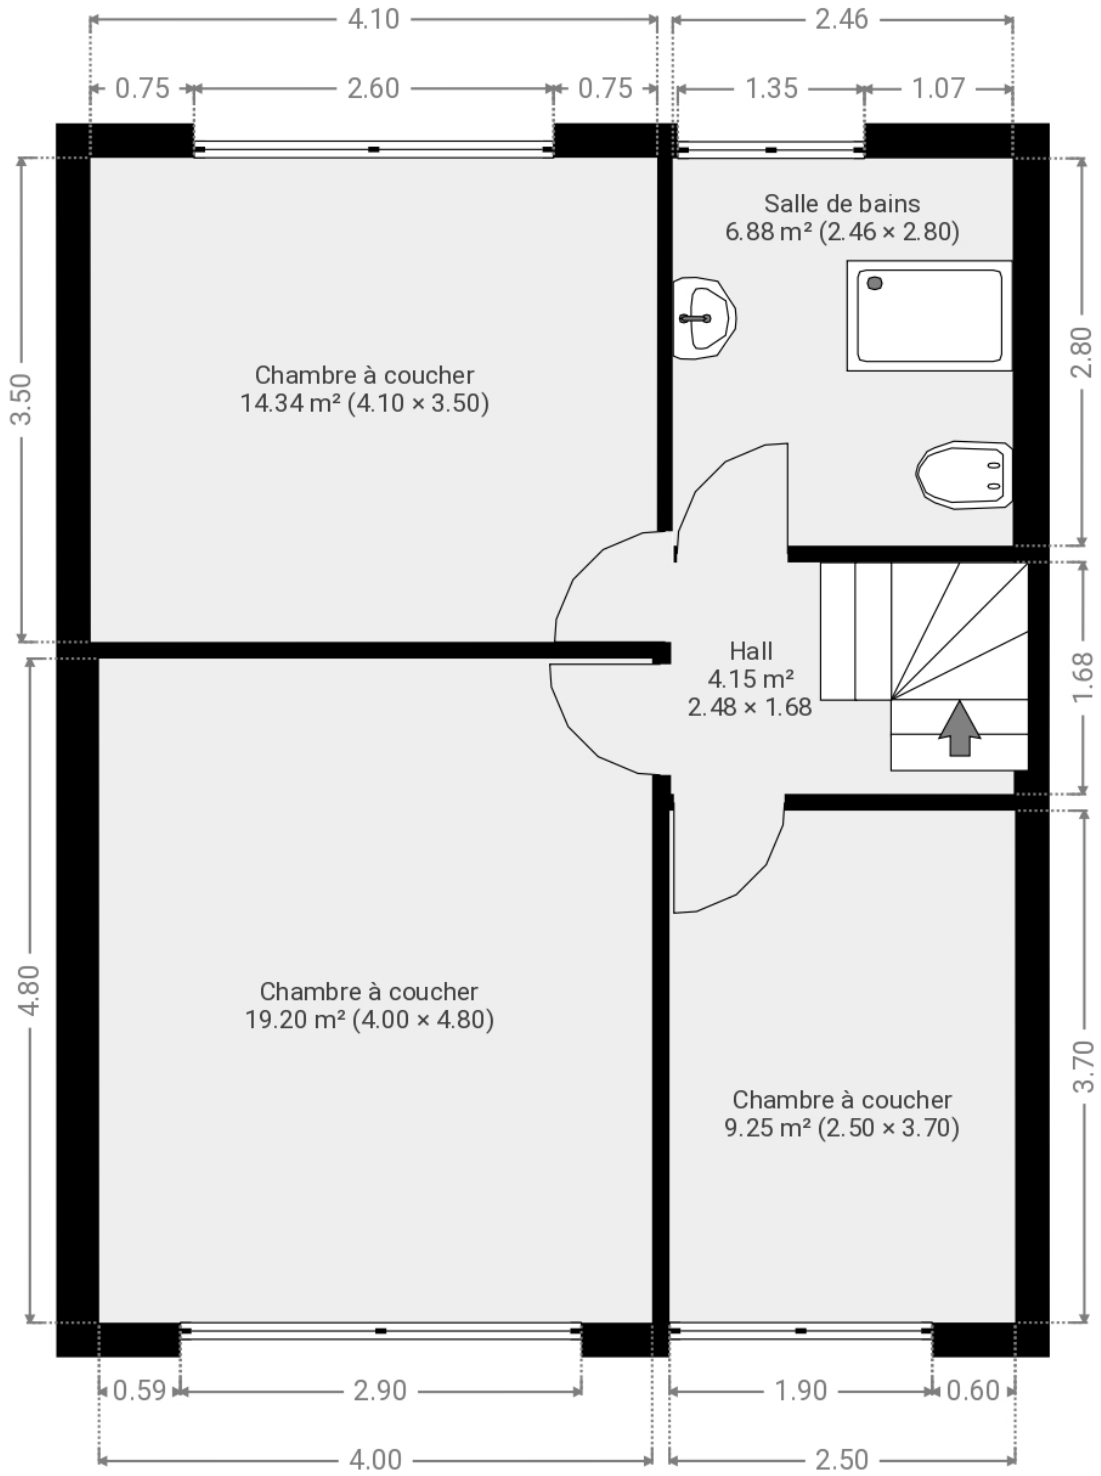 4.10
2.46
0.75
2.60
0.75
1.35
1.07
Salle de bains
6.88 m² (2.46 × 2.80)
2.80
3.50
Chambre à coucher
14.34 m² (4.10 × 3.50)
Hall
4.15 m²
2.48 × 1.68
1.68
4.80
Chambre à coucher
19.20 m² (4.00 × 4.80)
3.70
Chambre à coucher
9.25 m² (2.50 × 3.70)
0.59
2.90
1.90
0.60
4.00
2.50